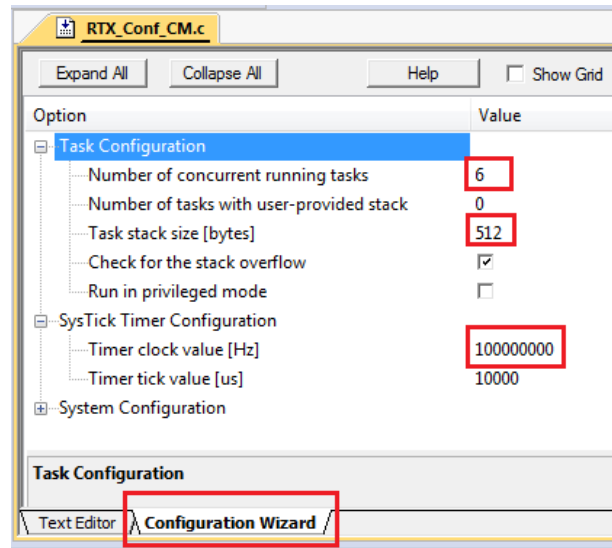 RTX_Conf_CM.c
Expand All Collapse All Help Show Grid
Option Value
Task Configuration
Number of concurrent running tasks 6
Number of tasks with user-provided stack 0
Task stack size [bytes] 512
Check for the stack overflow
Run in privileged mode
SysTick Timer Configuration
Timer clock value [Hz] 100000000
Timer tick value [us] 10000
System Configuration
Task Configuration
Text Editor Configuration Wizard